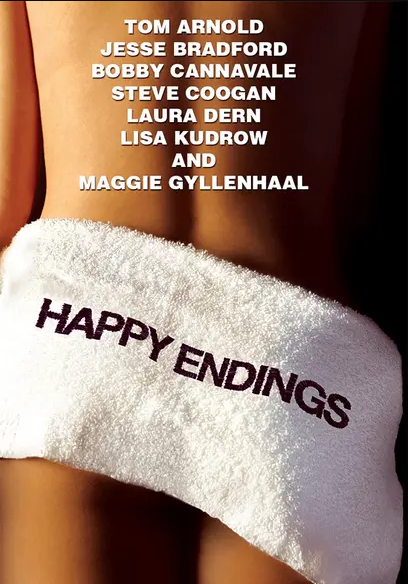 TOM ARNOLD
JESSE BRADFORD
BOBBY CANNAVALE
STEVE COOGAN
LAURA DERN
LISA KUDROW
AND
MAGGIE GYLLENHAAL
HAPPY ENDINGS